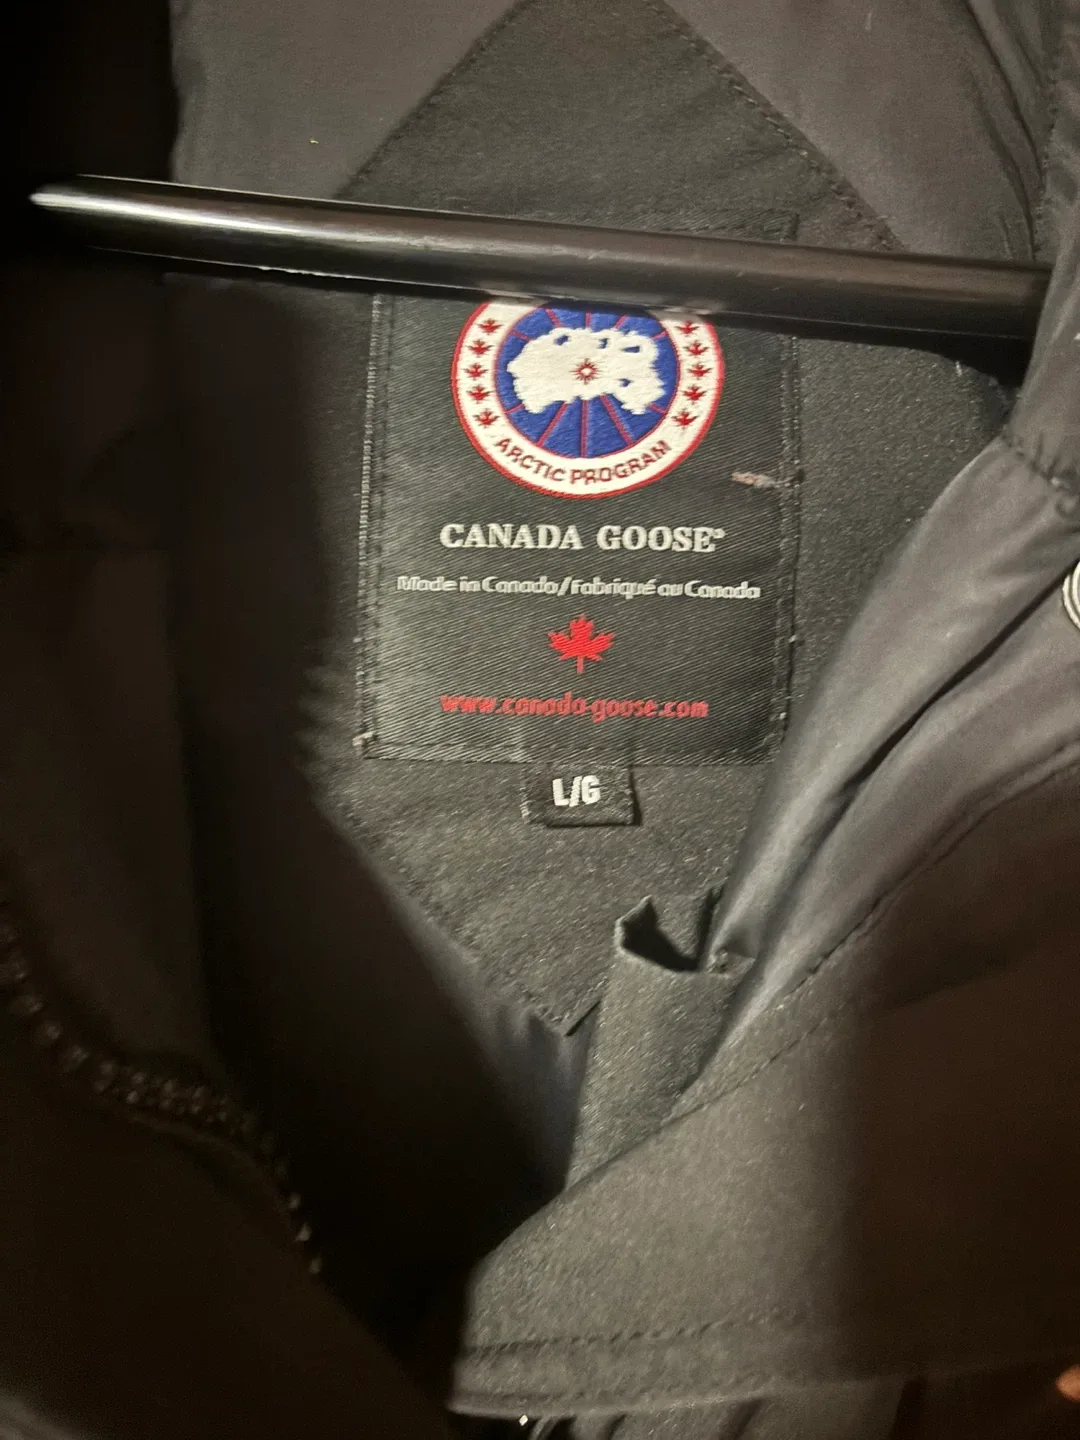 ARCTIC PROGRAM
CANADA GOOSE®
Made in Canada/Fabriqué au Canada
www.canada-goose.com
L/G